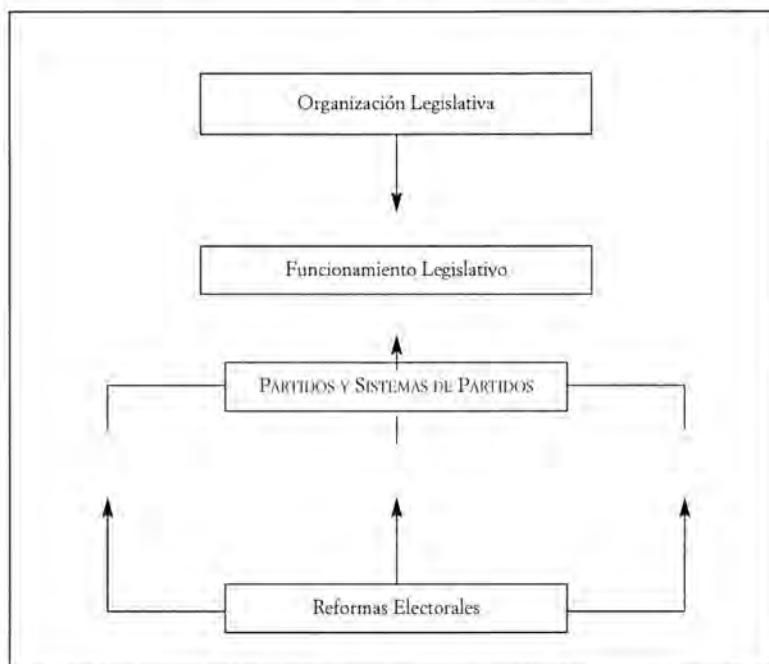 Organización Legislativa
Funcionamiento Legislativo
PARTIDOS Y SISTEMAS DE PARTIDOS
Reformas Electorales